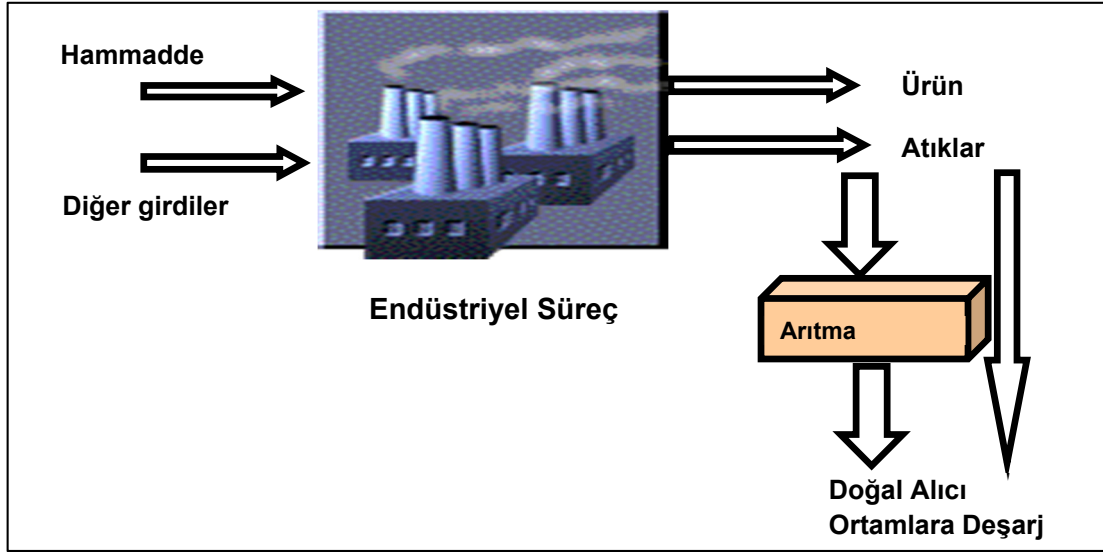 Hammadde
Diğer girdiler
Endüstriyel Süreç
Ürün
Atıklar
Arıtma
Doğal Alıcı
Ortamlara Deşarj